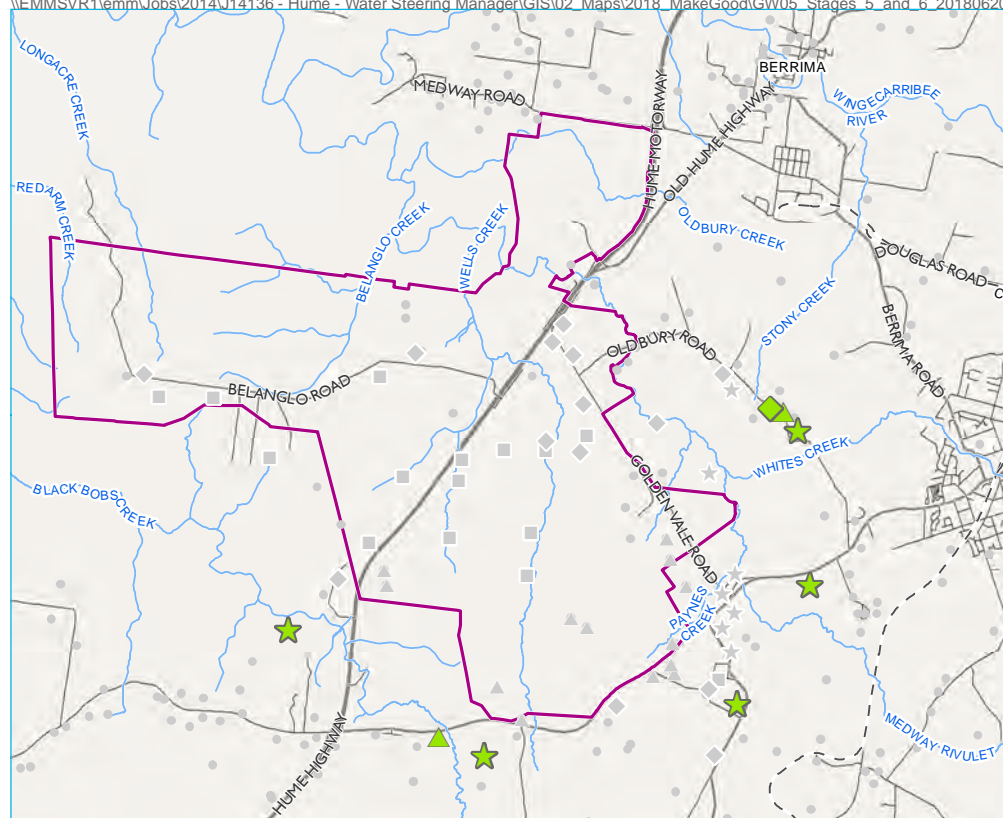 \\EMMSVR1\emm\Jobs\2014\J14136 - Hume - Water Steering Manager\GIS\02_Maps\2018_MakeGood\GW05_Stages_5_and_6_2018062
LONGACRE CREEK
BERRIMA
MEDWAY ROAD
WINGECARRIBEE
RIVER
HUME MOTORWAY
OLD HUME HIGHWAY
REDARM CREEK
BELANGLO CREEK
WELLS CREEK
OLDBURY CREEK
DOUGLAS ROAD
STONY CREEK
BERRIMA ROAD
OLDBURY ROAD
BELANGLO ROAD
WHITES CREEK
GOLDEN VALE ROAD
BLACK BOBS CREEK
PAYNES
CREEK
MEDWAY RIVULET
HUME HIGHWAY